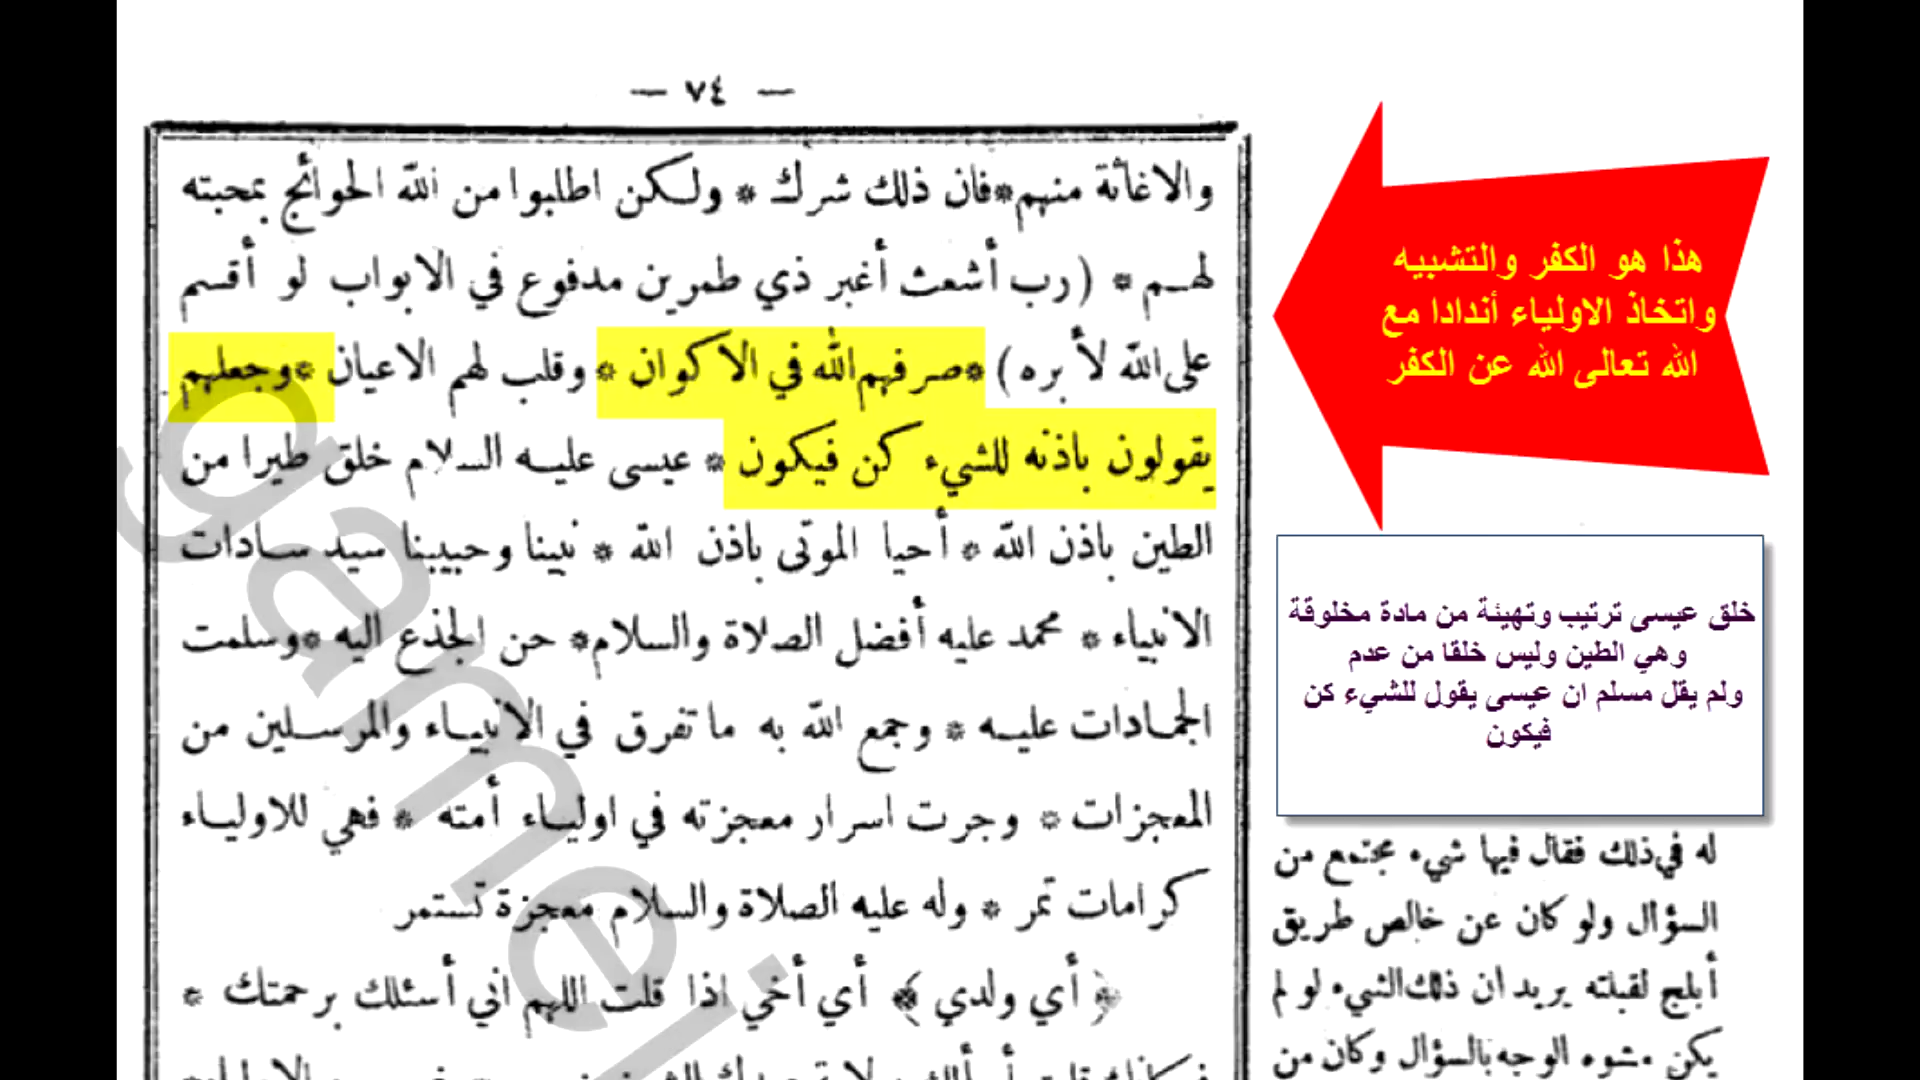 — ٧٤ —
والاغاثة منهم*فان ذلك شرك * ولكن اطلبوا من الله الحوائج بمحبته
لهم * (رب أشعث أغبر ذي طمرين مدفوع في الابواب لو أقسم
على الله لأبره) *صرفهم الله في الاكوان * وقلب لهم الاعيان *وجعلهم
يقولون باذنه للشيء كن فيكون * عيسى عليه السلام خلق طيرا من
الطين باذن الله * أحيا الموتى باذن الله * نبينا وحبيبنا سيد سادات
الانبياء * محمد عليه أفضل الصلاة والسلام* حن الجذع اليه *وسلمت
الجمادات عليه * وجمع الله به ما تفرق في الانبياء والمرسلين من
المعجزات * وجرت اسرار معجزته في اولياء أمته * فهي للاولياء
كرامات تمر * وله عليه الصلاة والسلام معجزة تستمر
﴿أي ولدي﴾ أي أخي اذا قلت اللهم اني أسئلك برحمتك *
هذا هو الكفر والتشبيه
واتخاذ الاولياء أندادا مع
الله تعالى الله عن الكفر
خلق عيسى ترتيب وتهيئة من مادة مخلوقة
وهي الطين وليس خلقا من عدم
ولم يقل مسلم ان عيسى يقول للشيء كن
فيكون
له في ذلك فقال فيها شيء مجتمع من
السؤال ولو كان عن خالص طريق
أبلج لقبلته يريد ان ذلك الشيء لو لم
يكن مشوه الوجه بالسؤال وكان من